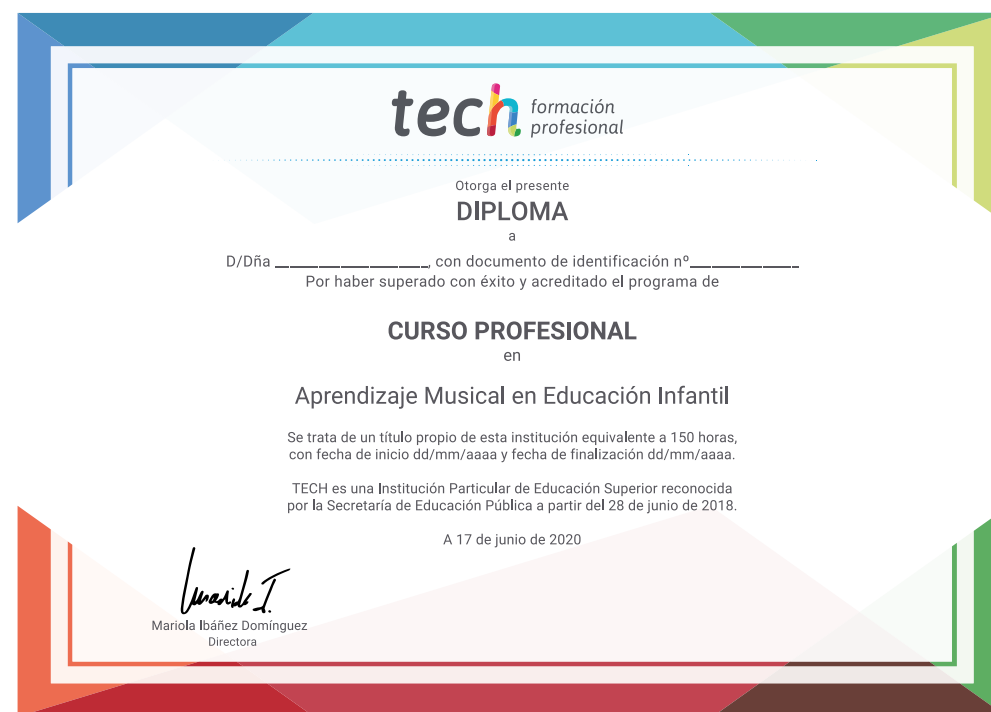 tech formación
profesional
Otorga el presente
DIPLOMA
a
D/Dña _____________________, con documento de identificación nº_______________
Por haber superado con éxito y acreditado el programa de
CURSO PROFESIONAL
en
Aprendizaje Musical en Educación Infantil
Se trata de un título propio de esta institución equivalente a 150 horas,
con fecha de inicio dd/mm/aaaa y fecha de finalización dd/mm/aaaa.
TECH es una Institución Particular de Educación Superior reconocida
por la Secretaría de Educación Pública a partir del 28 de junio de 2018.
A 17 de junio de 2020
Mariola Ibáñez Domínguez
Directora